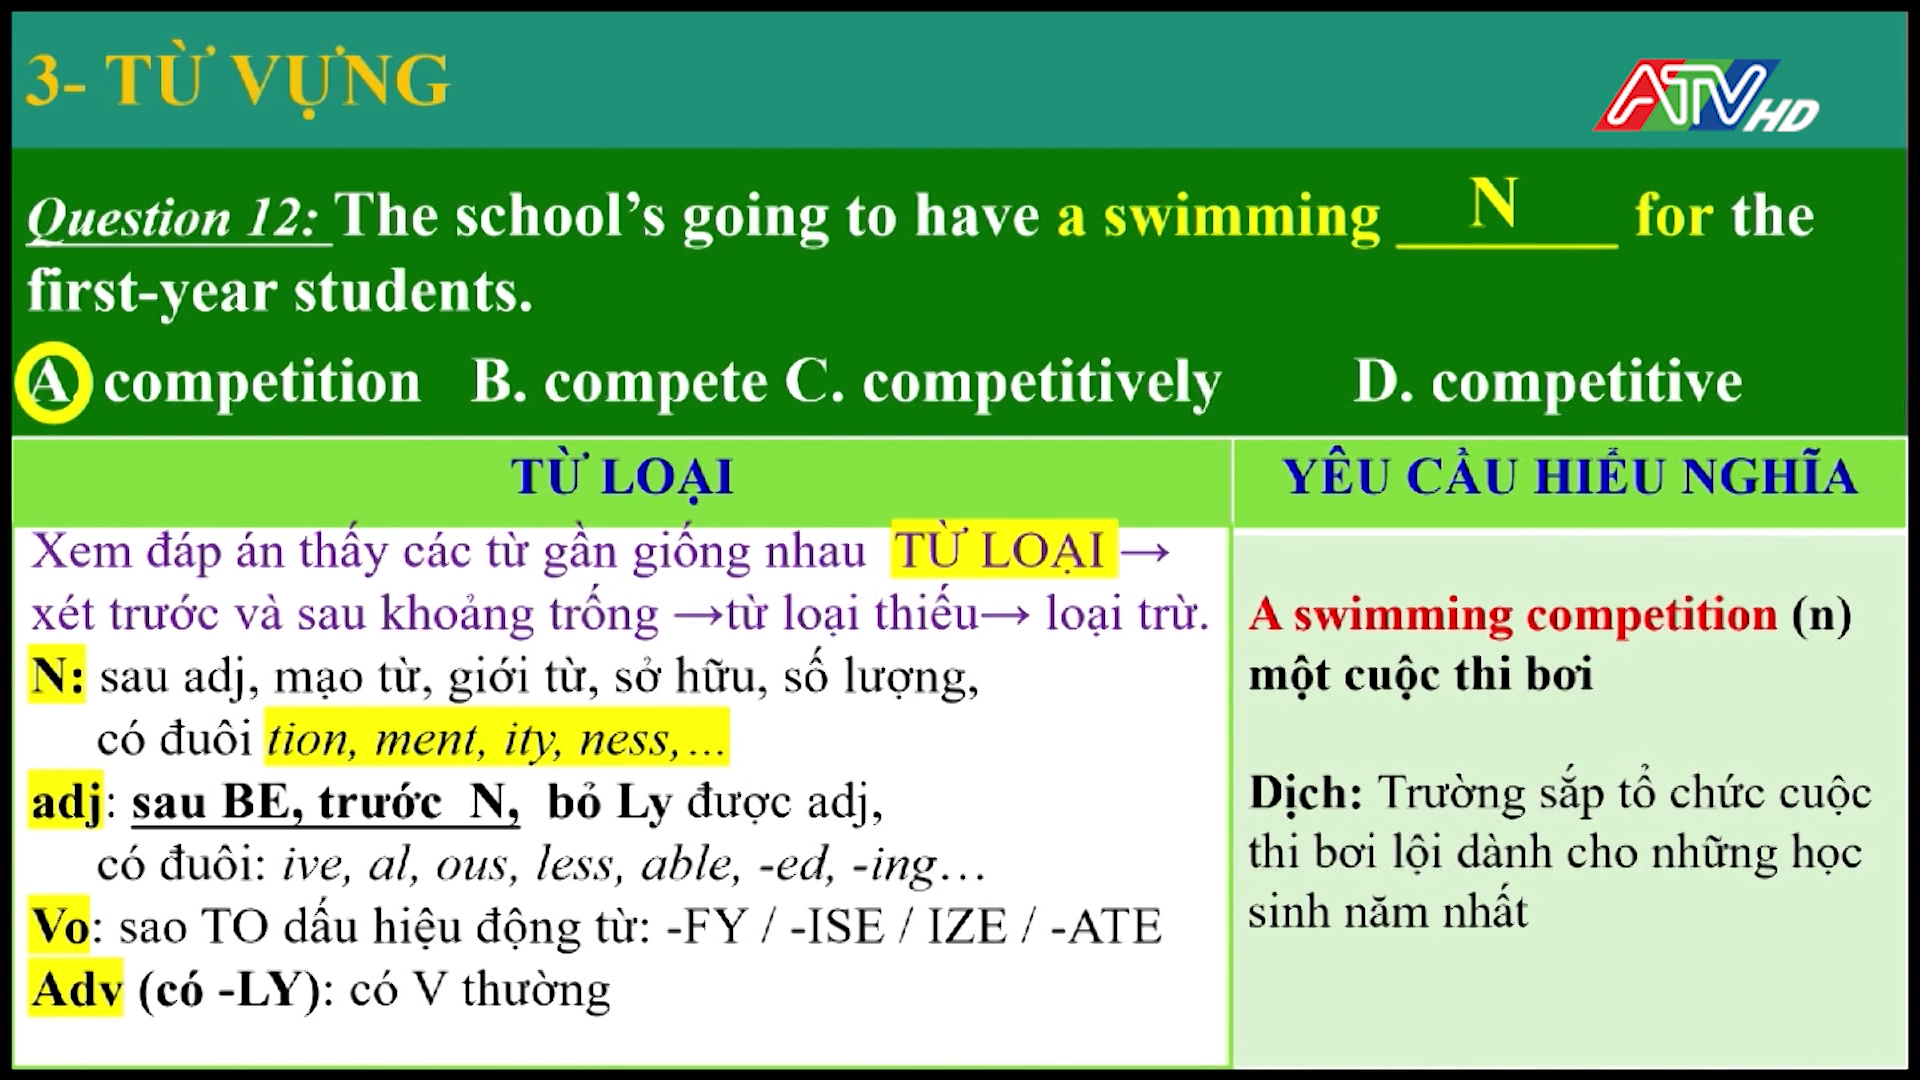 3- TỪ VỰNG
ATV HD
Question 12: The school’s going to have a swimming ___N___ for the
first-year students.
A. competition B. compete C. competitively D. competitive
TỪ LOẠI
YÊU CẦU HIỂU NGHĨA
Xem đáp án thấy các từ gần giống nhau TỪ LOẠI →
xét trước và sau khoảng trống →từ loại thiếu→ loại trừ.
N: sau adj, mạo từ, giới từ, sở hữu, số lượng,
có đuôi tion, ment, ity, ness,…
adj: sau BE, trước N, bỏ Ly được adj,
có đuôi: ive, al, ous, less, able, -ed, -ing…
Vo: sao TO dấu hiệu động từ: -FY / -ISE / IZE / -ATE
Adv (có -LY): có V thường
A swimming competition (n)
một cuộc thi bơi
Dịch: Trường sắp tổ chức cuộc
thi bơi lội dành cho những học
sinh năm nhất